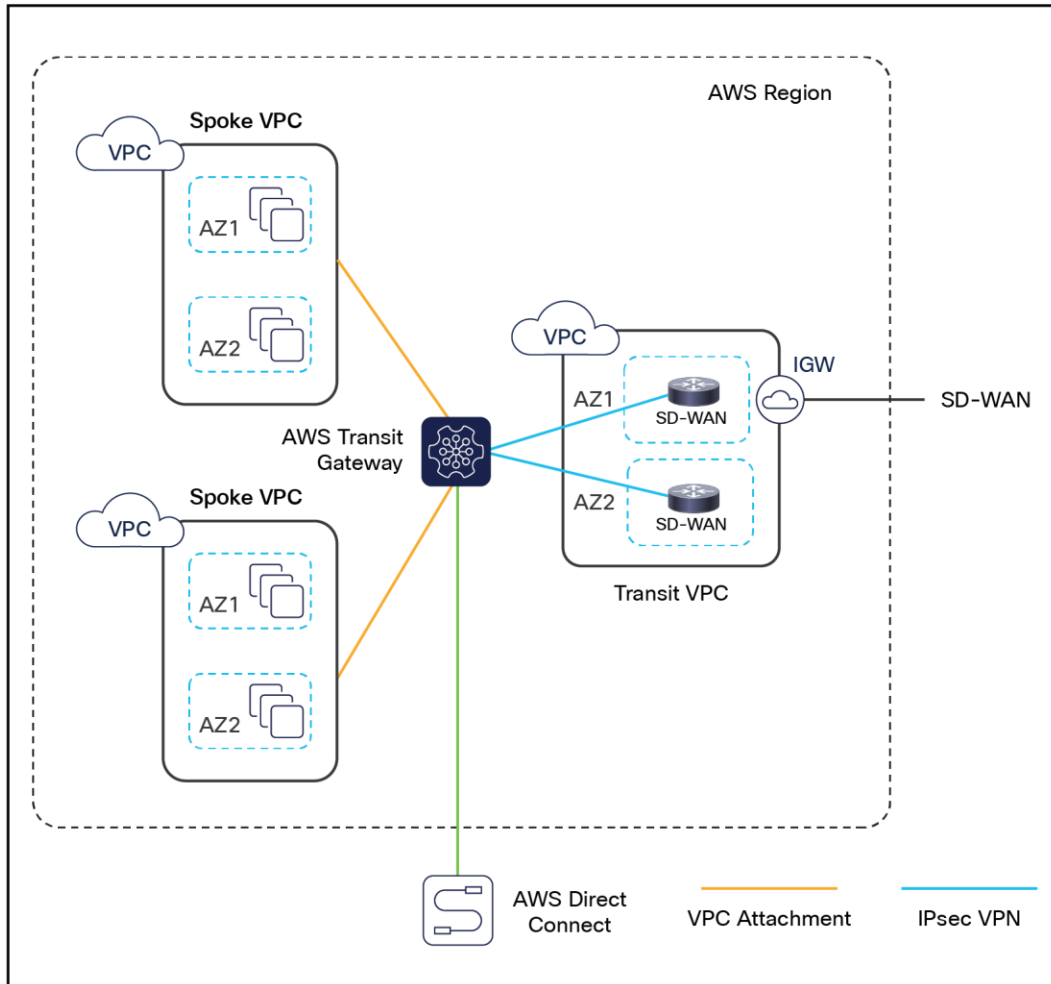 AWS Region
Spoke VPC
VPC
AZ1
AZ2
VPC
IGW
AZ1
SD-WAN
SD-WAN
AWS Transit
Gateway
AZ2
SD-WAN
Transit VPC
Spoke VPC
VPC
AZ1
AZ2
AWS Direct
Connect
VPC Attachment
IPsec VPN